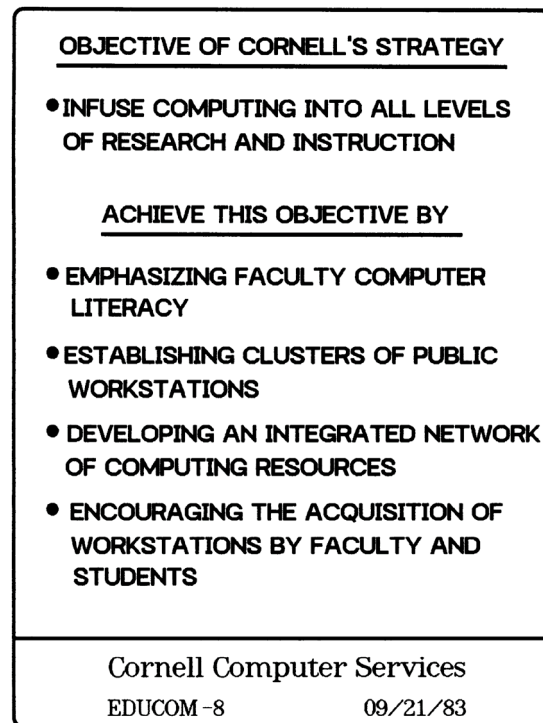 OBJECTIVE OF CORNELL'S STRATEGY
• INFUSE COMPUTING INTO ALL LEVELS
OF RESEARCH AND INSTRUCTION
ACHIEVE THIS OBJECTIVE BY
• EMPHASIZING FACULTY COMPUTER
LITERACY
• ESTABLISHING CLUSTERS OF PUBLIC
WORKSTATIONS
• DEVELOPING AN INTEGRATED NETWORK
OF COMPUTING RESOURCES
• ENCOURAGING THE ACQUISITION OF
WORKSTATIONS BY FACULTY AND
STUDENTS
Cornell Computer Services
EDUCOM-8 09/21/83